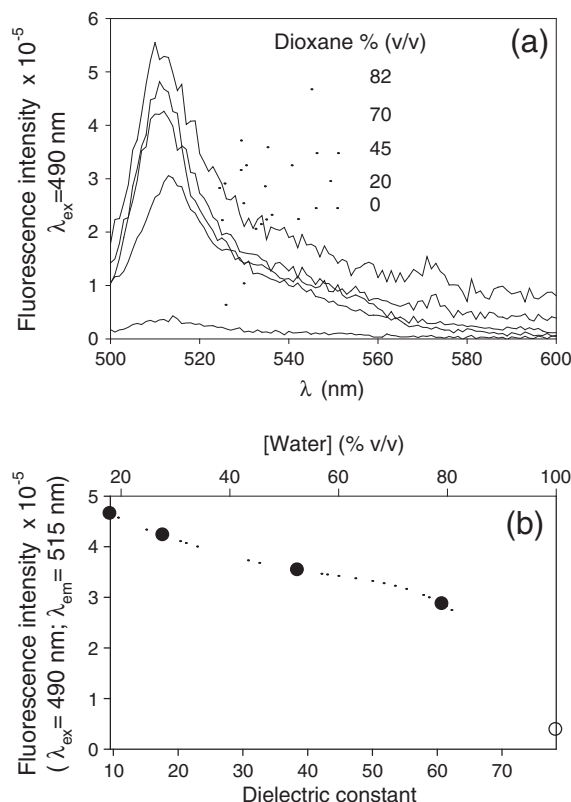 (a)
Dioxane % (v/v)
82
70
45
20
0
Fluorescence intensity x 10-5
λex=490 nm
6
5
4
3
2
1
0
500 520 540 560 580 600
λ (nm)
[Water] (% v/v)
20 40 60 80 100
(b)
Fluorescence intensity x 10-5
( λex= 490 nm; λem= 515 nm)
5
4
3
2
1
0
10 20 30 40 50 60 70
Dielectric constant